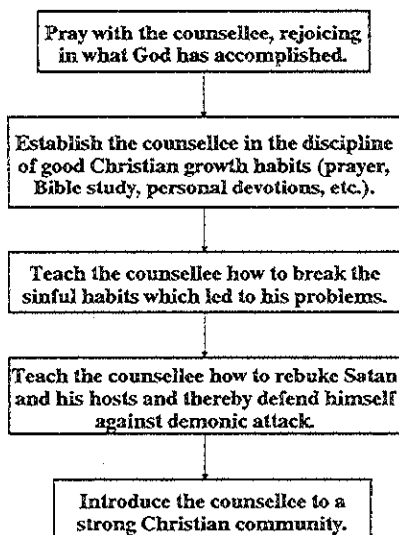 Pray with the counsellee, rejoicing
in what God has accomplished.
Establish the counsellee in the discipline
of good Christian growth habits (prayer,
Bible study, personal devotions, etc.).
Teach the counsellee how to break the
sinful habits which led to his problems.
Teach the counsellee how to rebuke Satan
and his hosts and thereby defend himself
against demonic attack.
Introduce the counsellee to a
strong Christian community.